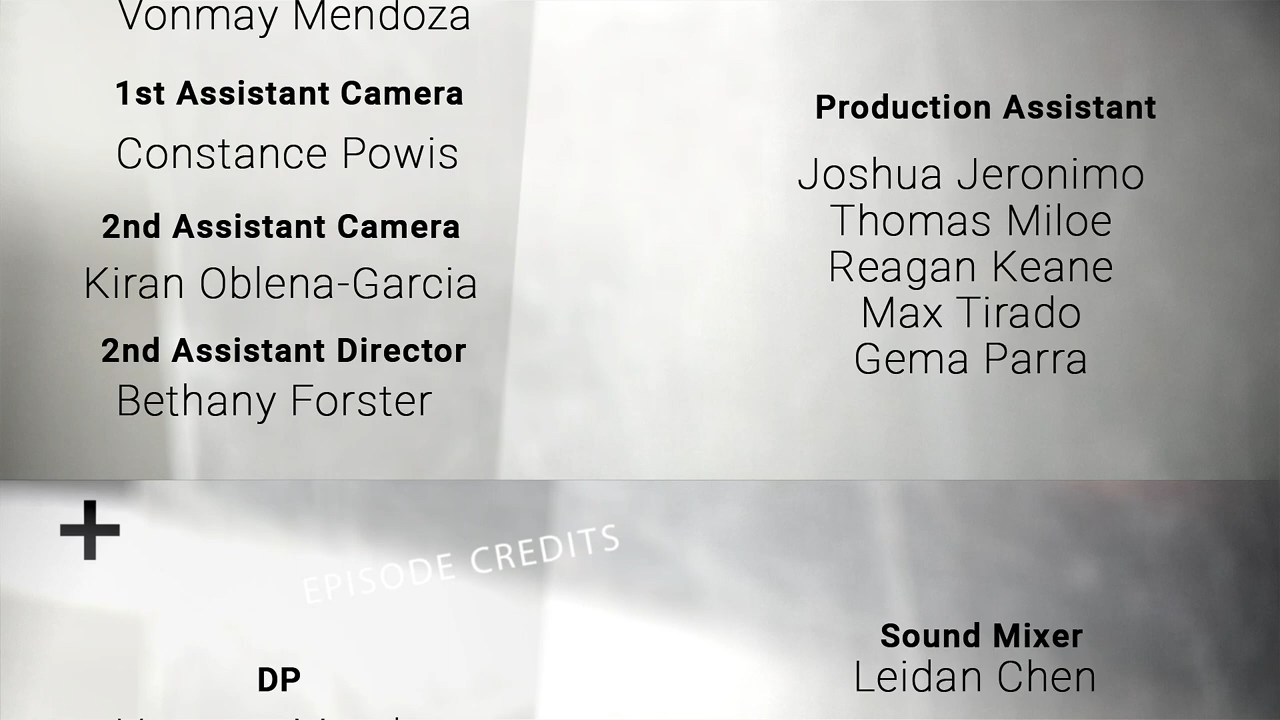 Vonmay Mendoza
1st Assistant Camera
Constance Powis
2nd Assistant Camera
Kiran Oblena-Garcia
2nd Assistant Director
Bethany Forster
Production Assistant
Joshua Jeronimo
Thomas Miloe
Reagan Keane
Max Tirado
Gema Parra
+
EPISODE CREDITS
DP
Sound Mixer
Leidan Chen